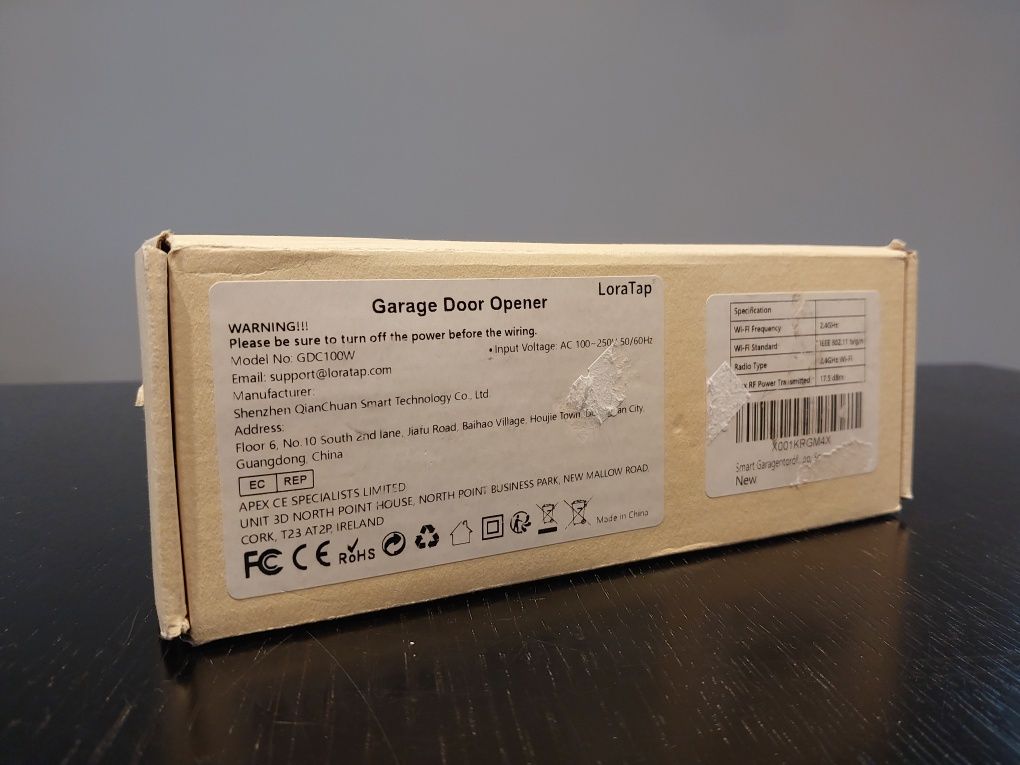 LoraTap
Garage Door Opener
WARNING!!!
Please be sure to turn off the power before the wiring.
Model No: GDC100W
• Input Voltage: AC 100~250V 50/60Hz
Email: support@loratap.com
Manufacturer:
Shenzhen QianChuan Smart Technology Co., Ltd.
Address:
Floor 6, No.10 South 2nd lane, Jiafu Road, Baihao Village, Houjie Town, City,
Guangdong, China
EC REP
APEX CE SPECIALISTS LIMITED
UNIT 3D NORTH POINT HOUSE, NORTH POINT BUSINESS PARK, NEW MALLOW ROAD,
CORK, T23 AT2P, IRELAND
FC CE RoHS Made in China
Specification
Wi-Fi Frequency 2.4GHz
Wi-Fi Standard IEEE 802.11 b/g/n
Radio Type 2.4GHz Wi-Fi
RF Power Transmitted 17.5 dBm
X001KRGM4X
Smart
New